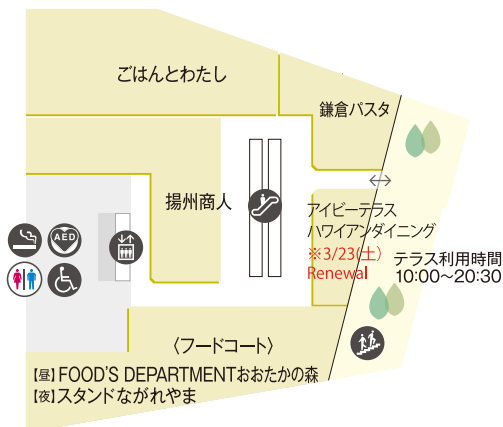 ごはんとわたし
鎌倉パスタ
揚州商人
アイビーテラス
ハワイアンダイニング
※3/23(土)
Renewal
テラス利用時間
10:00〜20:30
AED
〈フードコート〉
【昼】FOOD'S DEPARTMENTおおたかの森
【夜】スタンドながれやま